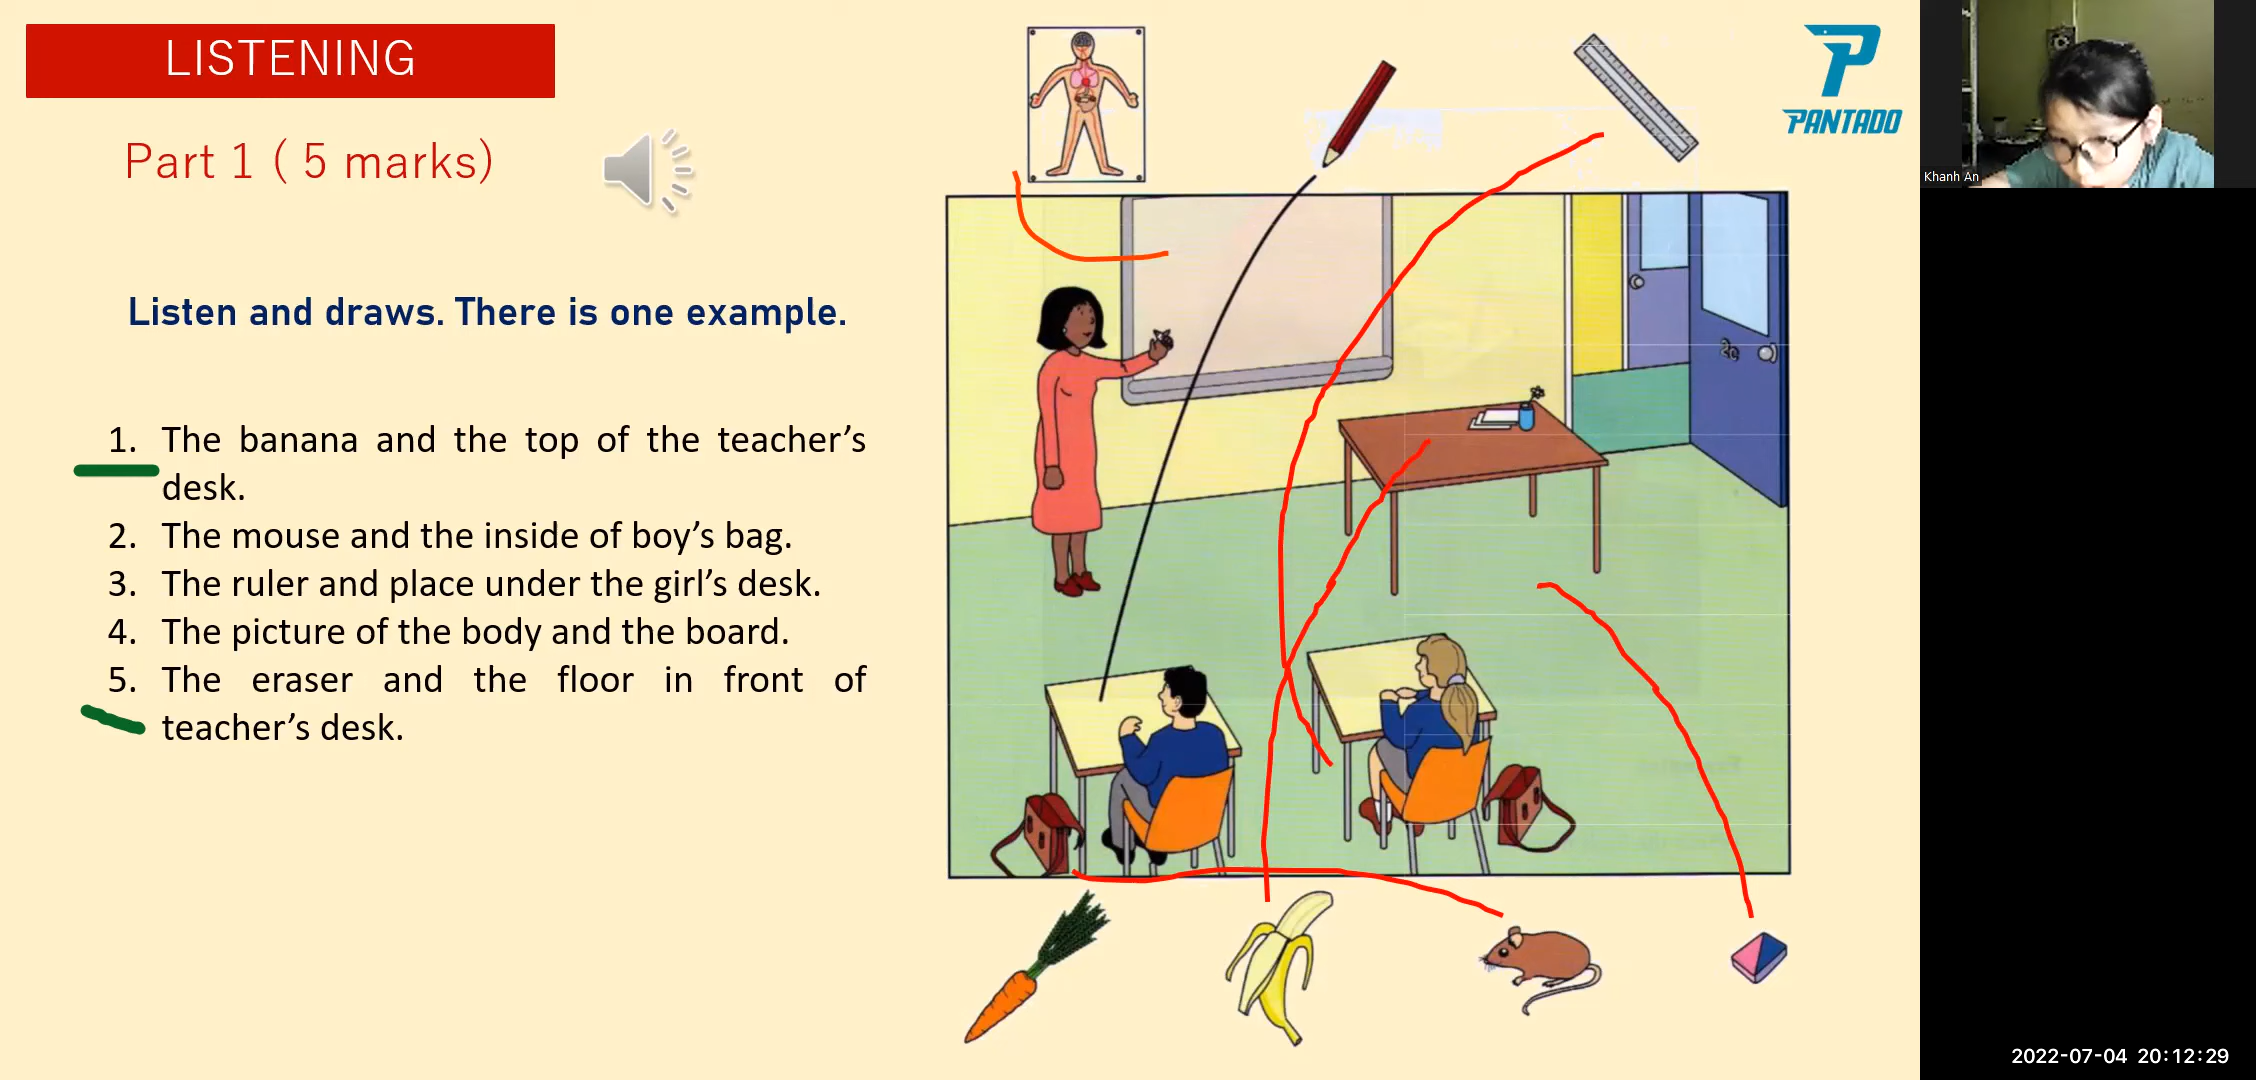 LISTENING
Part 1 ( 5 marks)
Listen and draws. There is one example.
1. The banana and the top of the teacher's
desk.
2. The mouse and the inside of boy's bag.
3. The ruler and place under the girl's desk.
4. The picture of the body and the board.
5. The eraser and the floor in front of
teacher's desk.
PANTADO
2c
Khanh An
2022-07-04 20:12:29